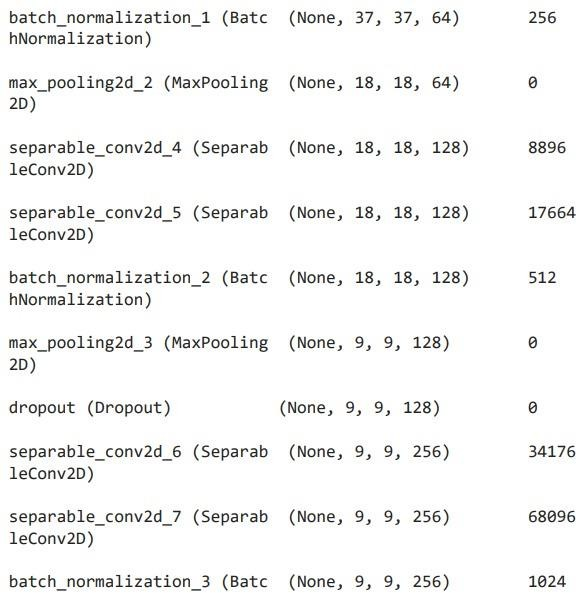 batch_normalization_1 (Batc (None, 37, 37, 64) 256
hNormalization)
max_pooling2d_2 (MaxPooling (None, 18, 18, 64) 0
2D)
separable_conv2d_4 (Separab (None, 18, 18, 128) 8896
leConv2D)
separable_conv2d_5 (Separab (None, 18, 18, 128) 17664
leConv2D)
batch_normalization_2 (Batc (None, 18, 18, 128) 512
hNormalization)
max_pooling2d_3 (MaxPooling (None, 9, 9, 128) 0
2D)
dropout (Dropout) (None, 9, 9, 128) 0
separable_conv2d_6 (Separab (None, 9, 9, 256) 34176
leConv2D)
separable_conv2d_7 (Separab (None, 9, 9, 256) 68096
leConv2D)
batch_normalization_3 (Batc (None, 9, 9, 256) 1024